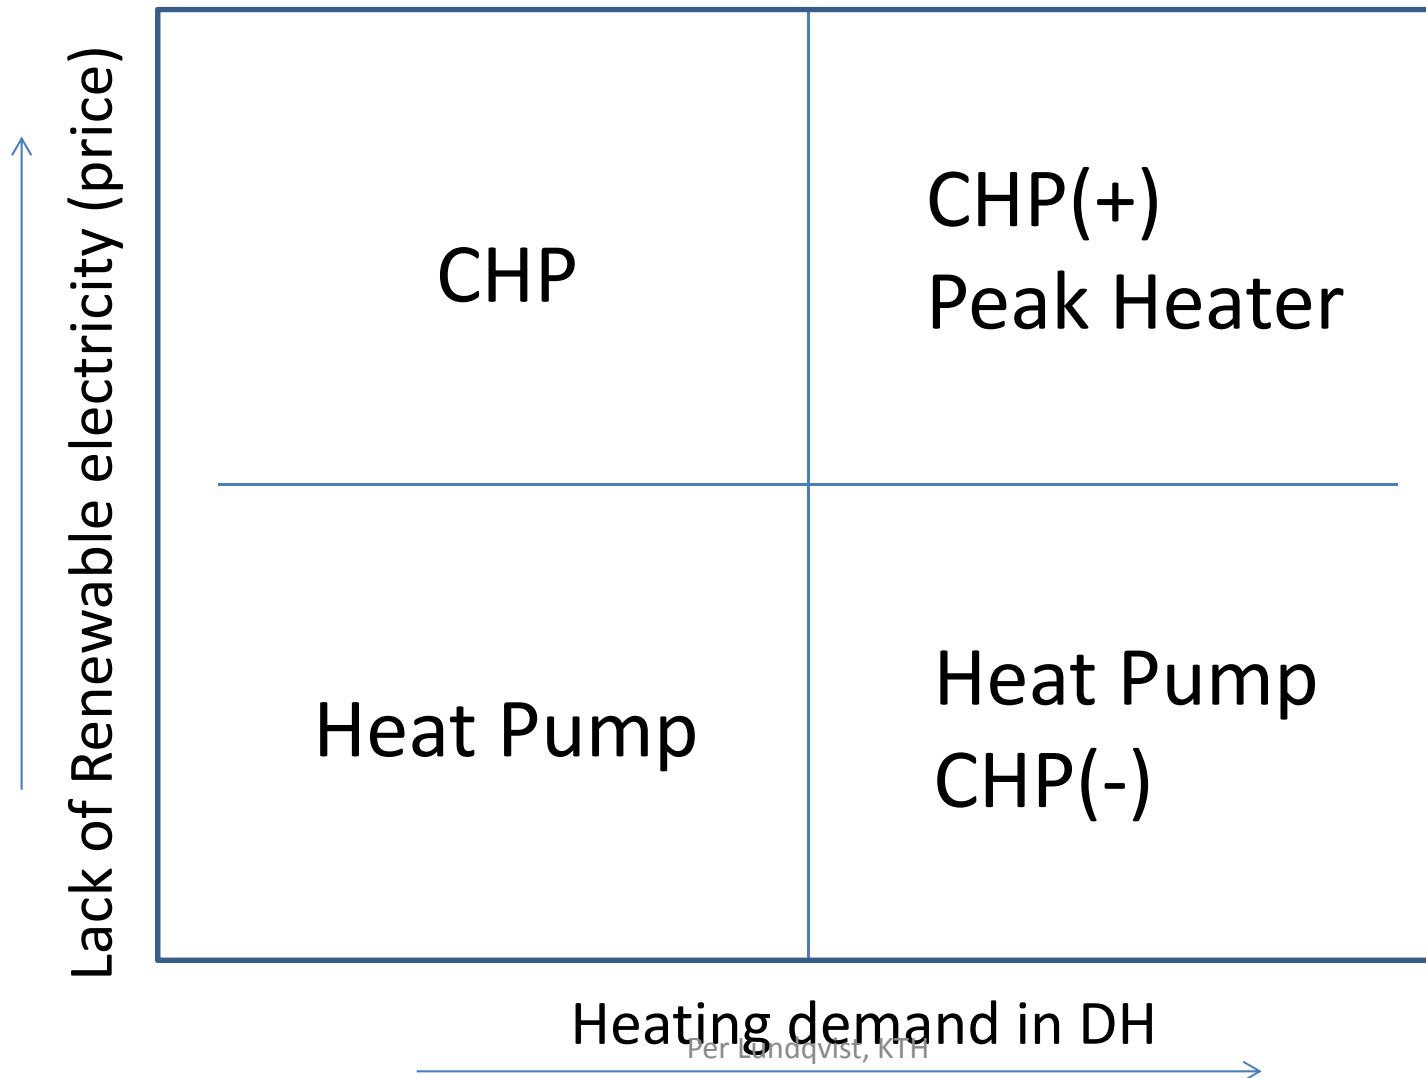 Lack of Renewable electricity (price)
CHP
CHP(+)
Peak Heater
Heat Pump
Heat Pump
CHP(-)
Heating demand in DH
Per Lundqvist, KTH